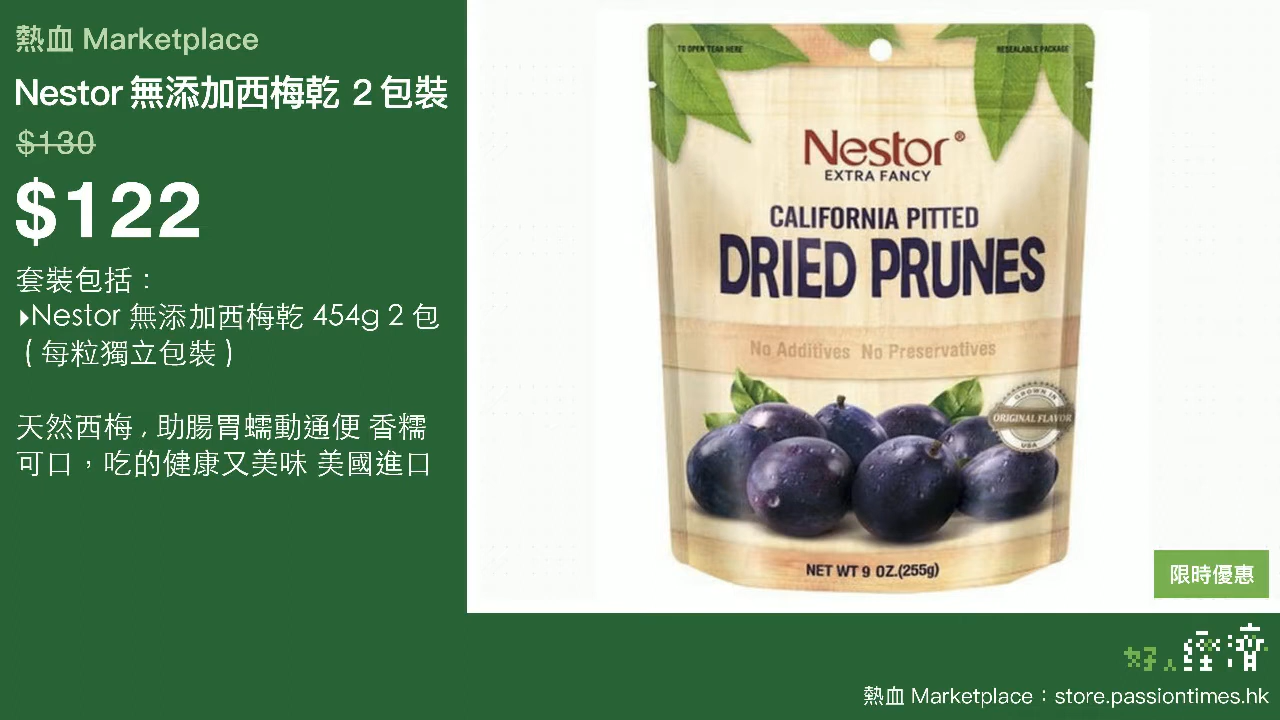 熱血 Marketplace
Nestor 無添加西梅乾 2 包裝
$130
$122
套裝包括：
▸Nestor 無添加西梅乾 454g 2 包
( 每粒獨立包裝 )
天然西梅 , 助腸胃蠕動通便 香糯
可口，吃的健康又美味 美國進口
TO OPEN TEAR HERE
RESEALABLE PACKAGE
Nestor®
EXTRA FANCY
CALIFORNIA PITTED
DRIED PRUNES
No Additives No Preservatives
GROWN IN
ORIGINAL FLAVOR
USA
NET WT 9 OZ.(255g)
限時優惠
好人經濟
熱血 Marketplace：store.passiontimes.hk